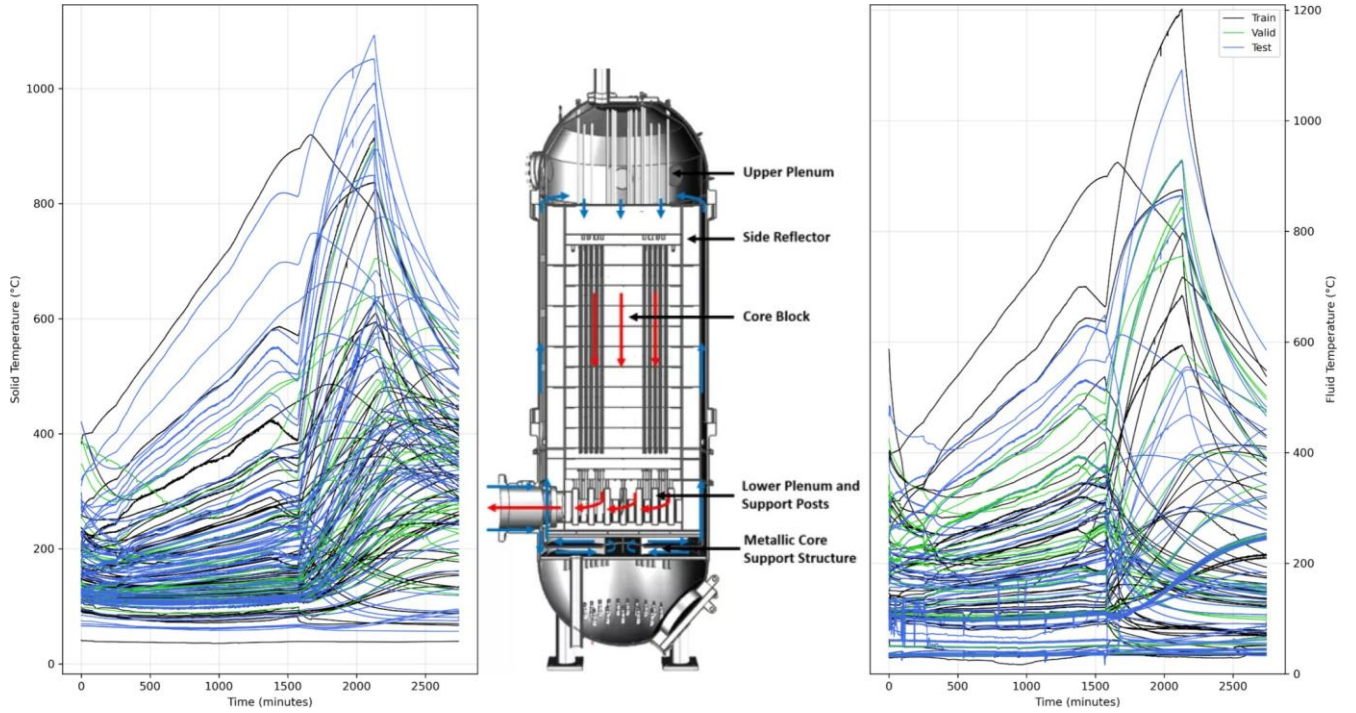 1000
800
600
400
200
0
Solid Temperature (°C)
0 500 1000 1500 2000 2500
Time (minutes)
Upper Plenum
Side Reflector
Core Block
Lower Plenum and
Support Posts
Metallic Core
Support Structure
Train
Valid
Test
1200
1000
800
600
400
200
0
Fluid Temperature (°C)
0 500 1000 1500 2000 2500
Time (minutes)